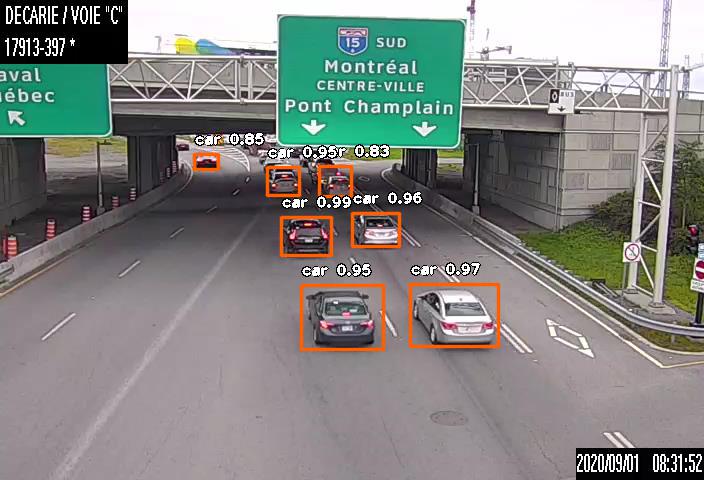 DECARIE / VOIE "C"
17913-397 *
aval
ébec
15 SUD
Montréal
CENTRE-VILLE
Pont Champlain
BUS
car 0.85
car 0.95
r 0.83
car 0.99
car 0.96
car 0.95
car 0.97
2020/09/01 08:31:52